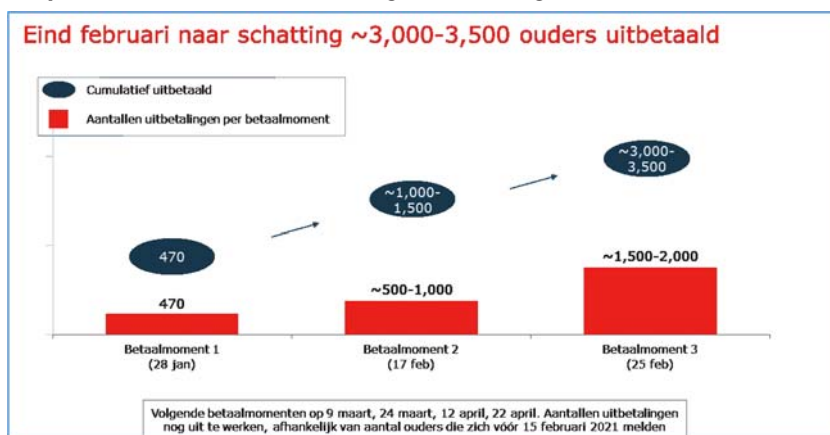 Eind februari naar schatting ~3,000-3,500 ouders uitbetaald
Cumulatief uitbetaald
Aantallen uitbetalingen per betaalmoment
~3,000-
3,500
~1,000-
1,500
470
~1,500-2,000
~500-1,000
470
Betaalmoment 1
(28 jan)
Betaalmoment 2
(17 feb)
Betaalmoment 3
(25 feb)
Volgende betaalmomenten op 9 maart, 24 maart, 12 april, 22 april. Aantallen uitbetalingen
nog uit te werken, afhankelijk van aantal ouders die zich vóór 15 februari 2021 melden